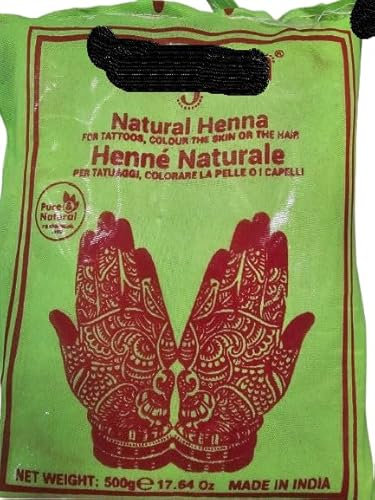 Natural Henna
FOR TATTOOS, COLOUR THE SKIN OR THE HAIR
Henné Naturale
PER TATUAGGI, COLORARE LA PELLE O I CAPELLI
Pure &
Natural
NET WEIGHT: 500g℮ 17.64 Oz MADE IN INDIA